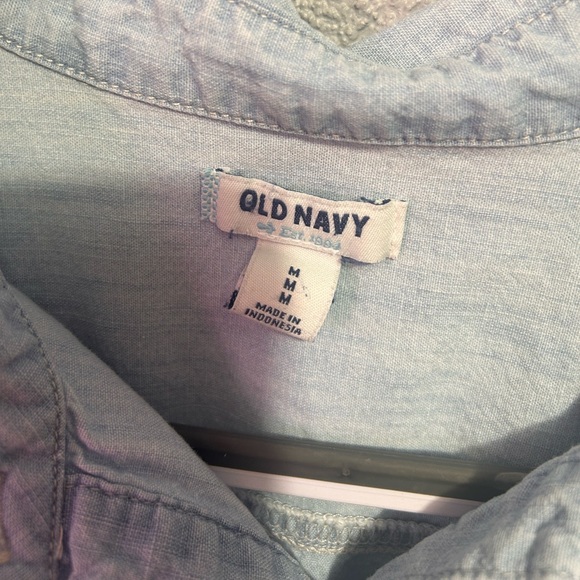 OLD NAVY
Est. 1994
M
M
M
MADE IN
INDONESIA